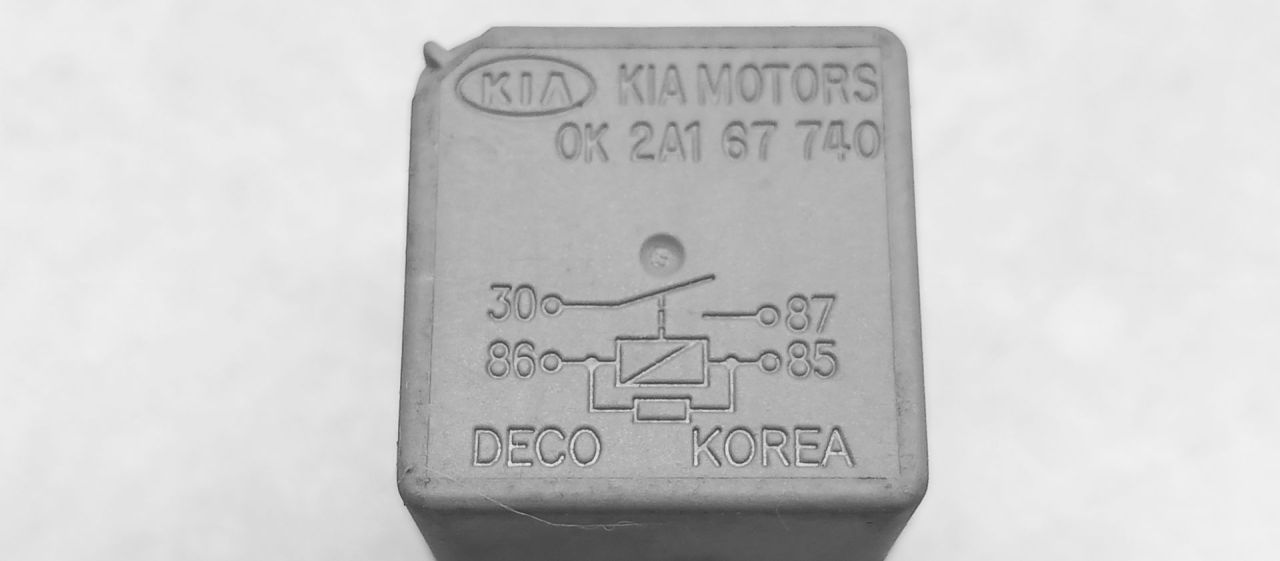 KIA KIA MOTORS
0K 2A1 67 740
30 87
86 85
DECO KOREA